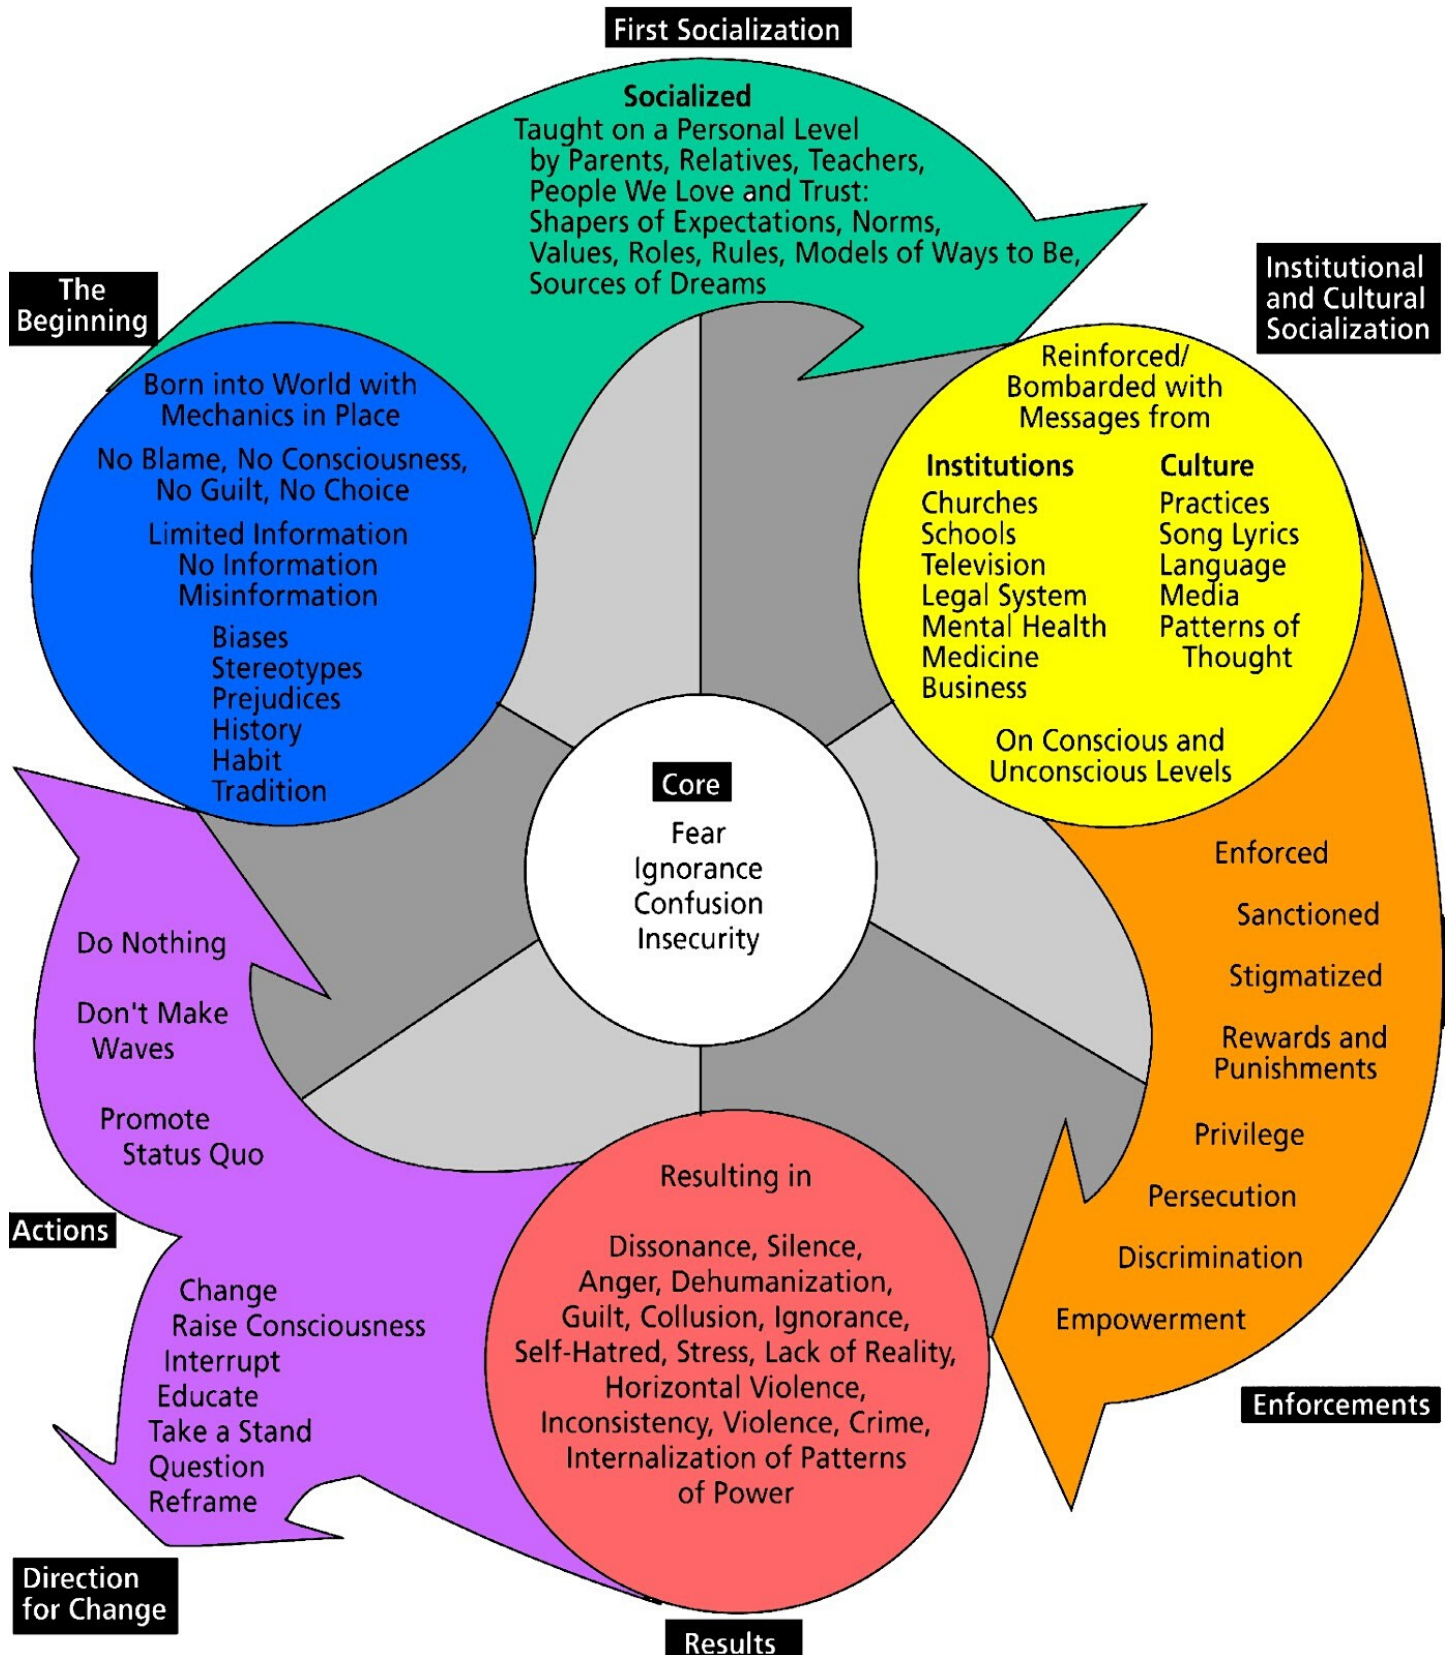 First Socialization
Socialized
Taught on a Personal Level
by Parents, Relatives, Teachers,
People We Love and Trust:
Shapers of Expectations, Norms,
Values, Roles, Rules, Models of Ways to Be,
Sources of Dreams
The
Beginning
Born into World with
Mechanics in Place
No Blame, No Consciousness,
No Guilt, No Choice
Limited Information
No Information
Misinformation
Biases
Stereotypes
Prejudices
History
Habit
Tradition
Institutional
and Cultural
Socialization
Reinforced/
Bombarded with
Messages from
Institutions
Churches
Schools
Television
Legal System
Mental Health
Medicine
Business
Culture
Practices
Song Lyrics
Language
Media
Patterns of
Thought
On Conscious and
Unconscious Levels
Core
Fear
Ignorance
Confusion
Insecurity
Enforced
Sanctioned
Stigmatized
Rewards and
Punishments
Privilege
Persecution
Discrimination
Empowerment
Enforcements
Resulting in
Dissonance, Silence,
Anger, Dehumanization,
Guilt, Collusion, Ignorance,
Self-Hatred, Stress, Lack of Reality,
Horizontal Violence,
Inconsistency, Violence, Crime,
Internalization of Patterns
of Power
Results
Do Nothing
Don't Make
Waves
Promote
Status Quo
Actions
Change
Raise Consciousness
Interrupt
Educate
Take a Stand
Question
Reframe
Direction
for Change